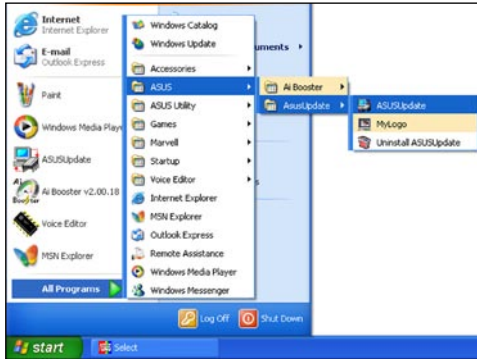 Internet
Internet Explorer
E-mail
Outlook Express
Paint
Windows Media Play
ASUSUpdate
Ai Booster v2.00.18
Voice Editor
MSN Explorer
All Programs
Windows Catalog
Windows Update
Accessories
ASUS
ASUS Utility
Games
Marvell
Startup
Voice Editor
Internet Explorer
MSN Explorer
Outlook Express
Remote Assistance
Windows Media Player
Windows Messenger
uments
s
Ai Booster
AsusUpdate
ASUSUpdate
MyLogo
Uninstall ASUSUpdate
Log Off
Shut Down
start
Select